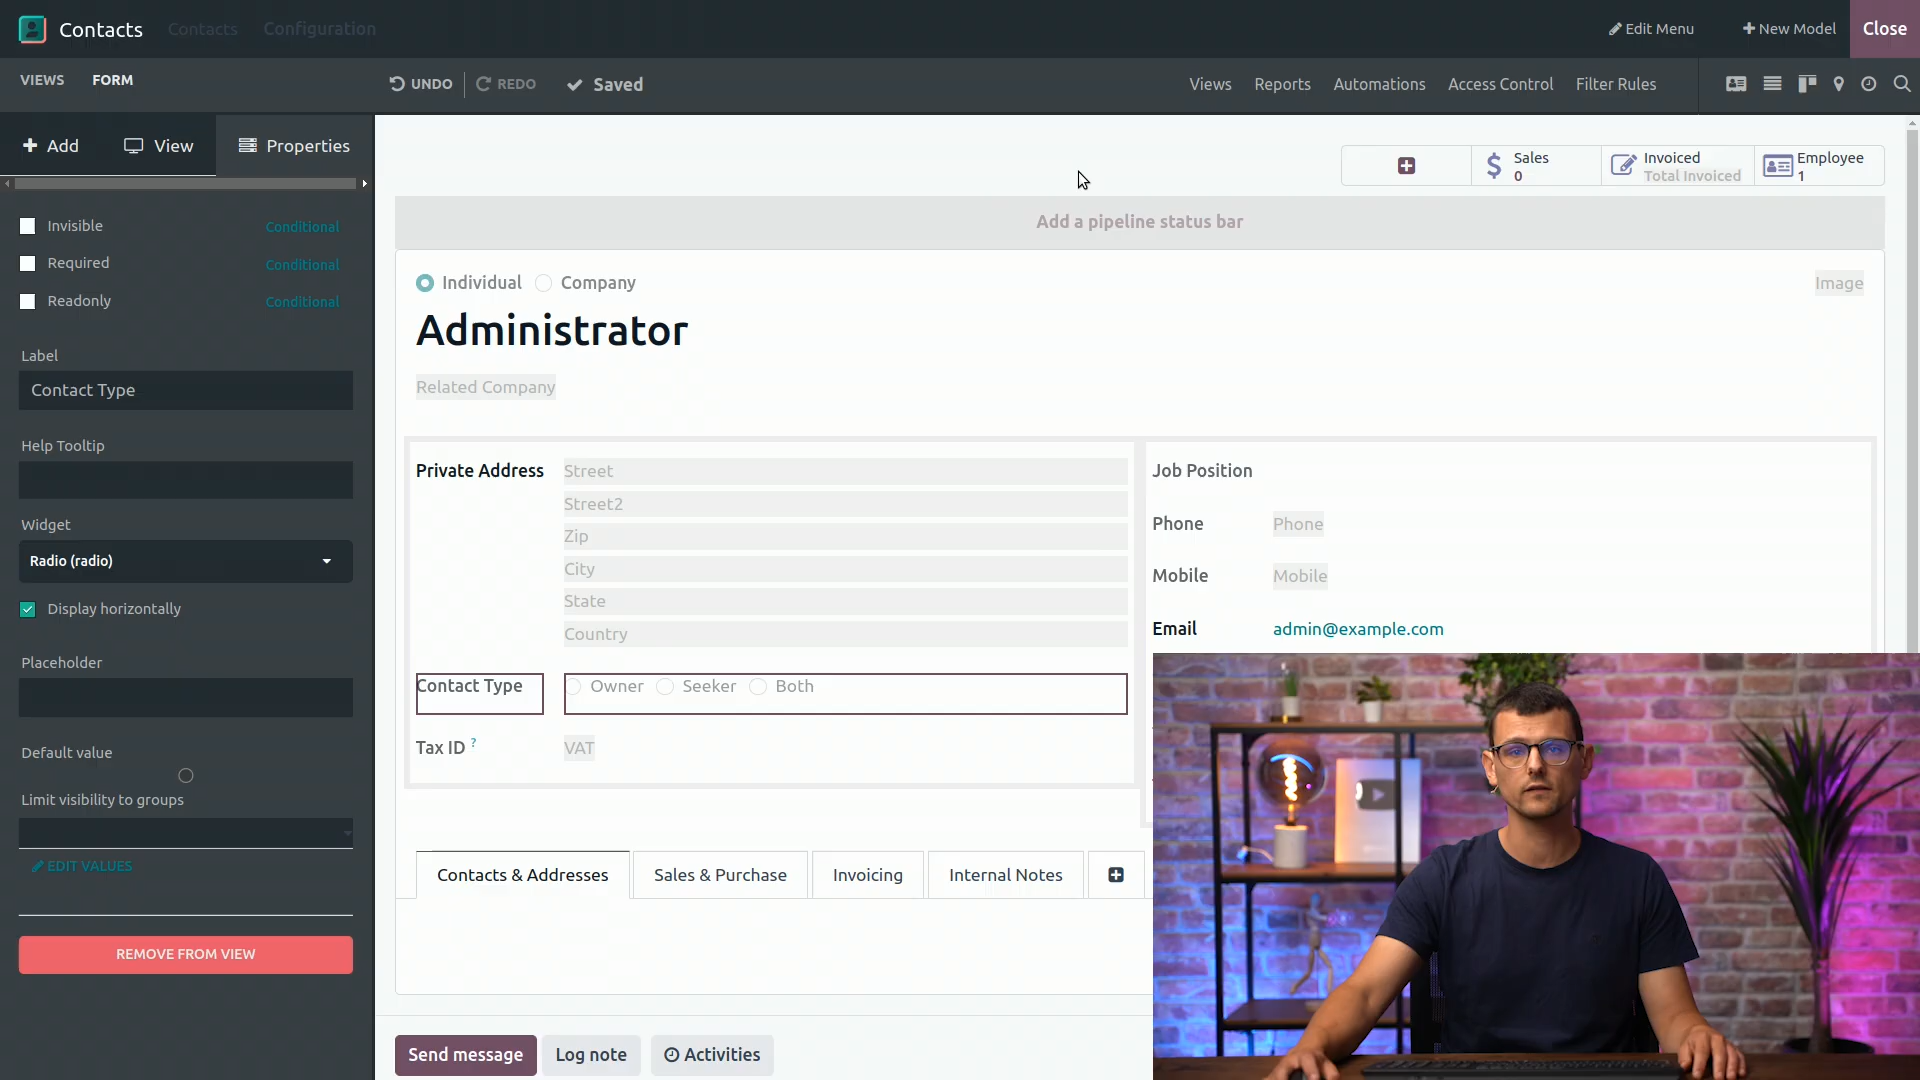 Contacts Contacts Configuration Edit Menu New Model Close
VIEWS FORM UNDO REDO Saved Views Reports Automations Access Control Filter Rules
Add View Properties
Sales
0
Invoiced
Total Invoiced
Employee
1
Add a pipeline status bar
Invisible Conditional
Required Conditional
Readonly Conditional
Label
Contact Type
Help Tooltip
Widget
Radio (radio)
Display horizontally
Placeholder
Default value
Limit visibility to groups
EDIT VALUES
REMOVE FROM VIEW
Individual Company
Image
Administrator
Related Company
Private Address Street
Street2
Zip
City
State
Country
Contact Type Owner Seeker Both
Tax ID ? VAT
Job Position
Phone Phone
Mobile Mobile
Email admin@example.com
Contacts & Addresses Sales & Purchase Invoicing Internal Notes
Send message Log note Activities